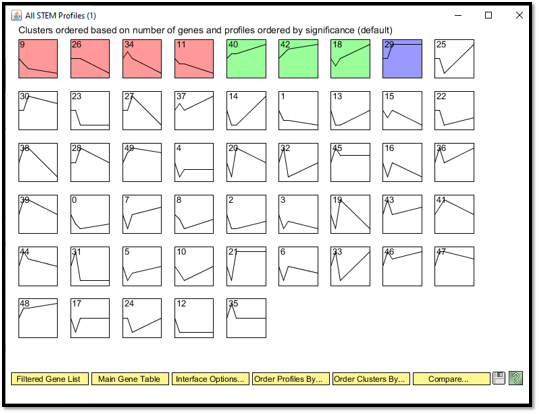 All STEM Profiles (1)
Clusters ordered based on number of genes and profiles ordered by significance (default)
9 26 34 11 40 42 18 29 25
30 23 27 37 14 1 13 15 22
38 28 49 4 20 32 45 16 36
39 0 7 8 2 3 19 43 41
44 31 5 10 21 6 33 46 47
48 17 24 12 35
Filtered Gene List Main Gene Table Interface Options... Order Profiles By... Order Clusters By... Compare...